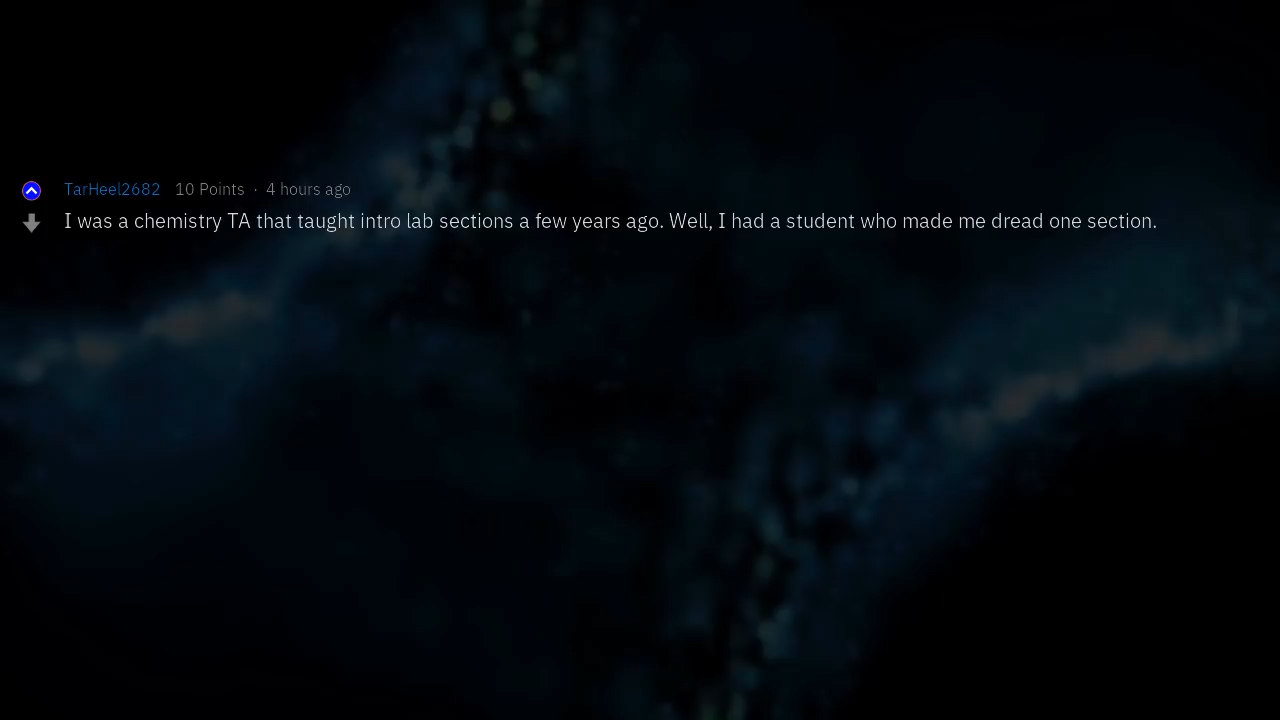 TarHeel2682 10 Points · 4 hours ago
I was a chemistry TA that taught intro lab sections a few years ago. Well, I had a student who made me dread one section.